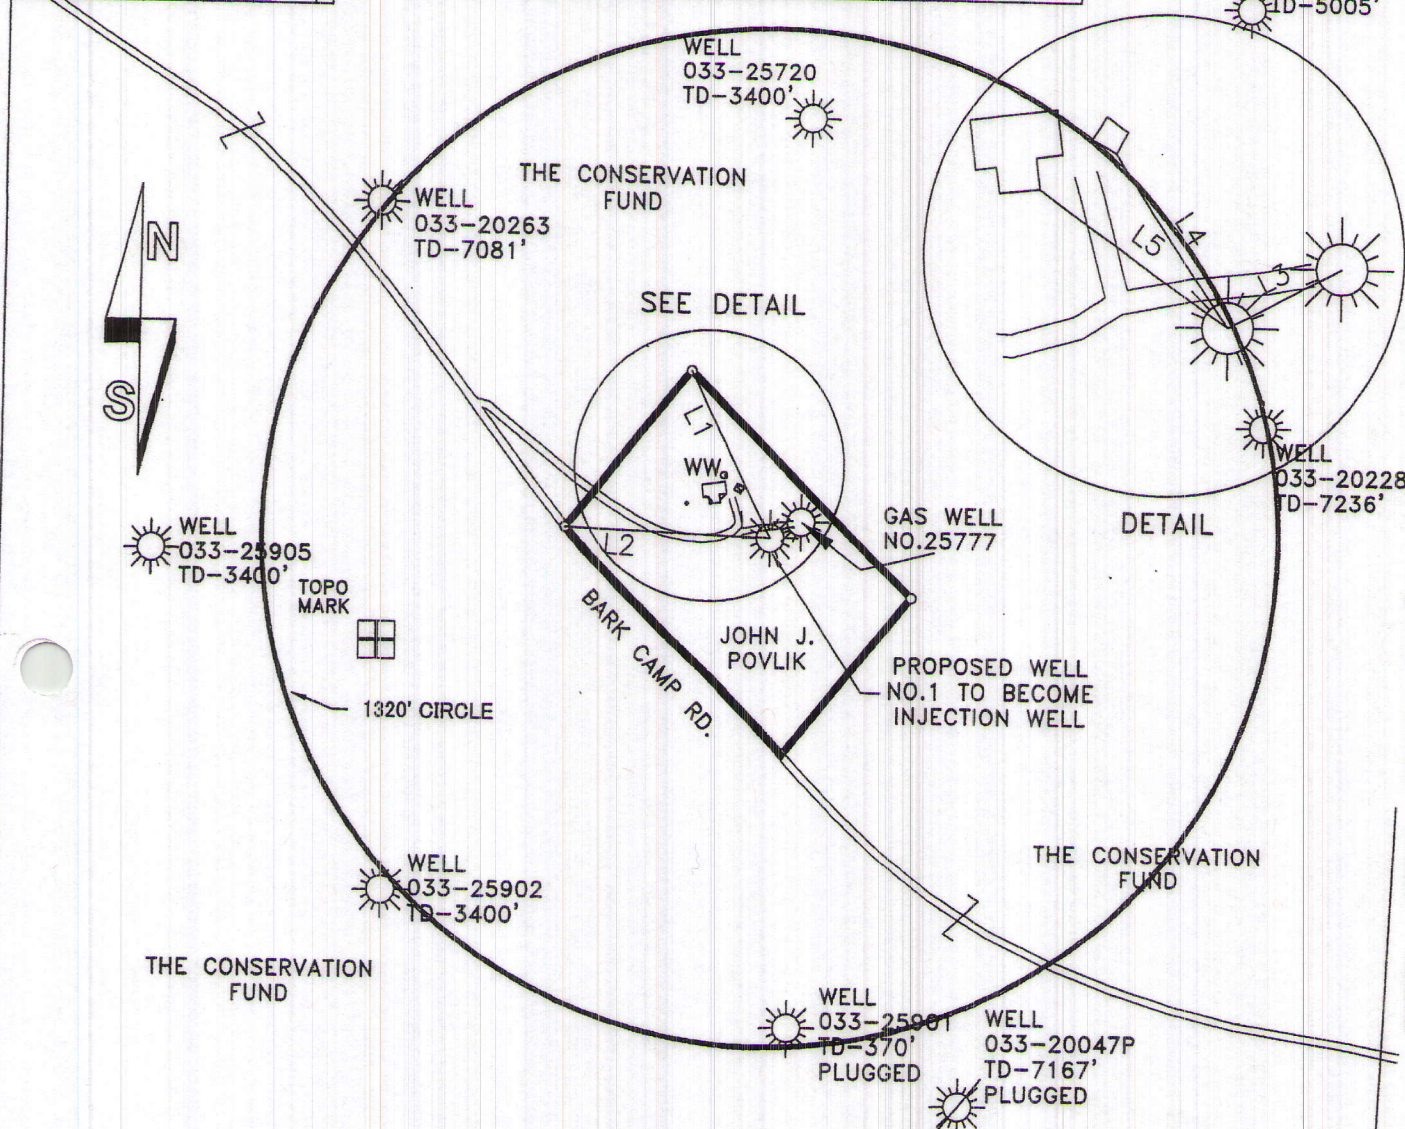 TD-5005'
WELL
033-25720
TD-3400'
THE CONSERVATION
FUND
WELL
033-20263
TD-7081'
N
S
SEE DETAIL
L4
L5
L3
L1
WW
L2
WELL
033-20228
TD-7236'
DETAIL
GAS WELL
NO.25777
WELL
033-25905
TD-3400'
TOPO
MARK
BARK CAMP RD.
JOHN J.
POVLIK
PROPOSED WELL
NO.1 TO BECOME
INJECTION WELL
1320' CIRCLE
THE CONSERVATION
FUND
WELL
033-25902
TD-3400'
THE CONSERVATION
FUND
WELL
033-25901
TD-370'
PLUGGED
WELL
033-20047P
TD-7167'
PLUGGED